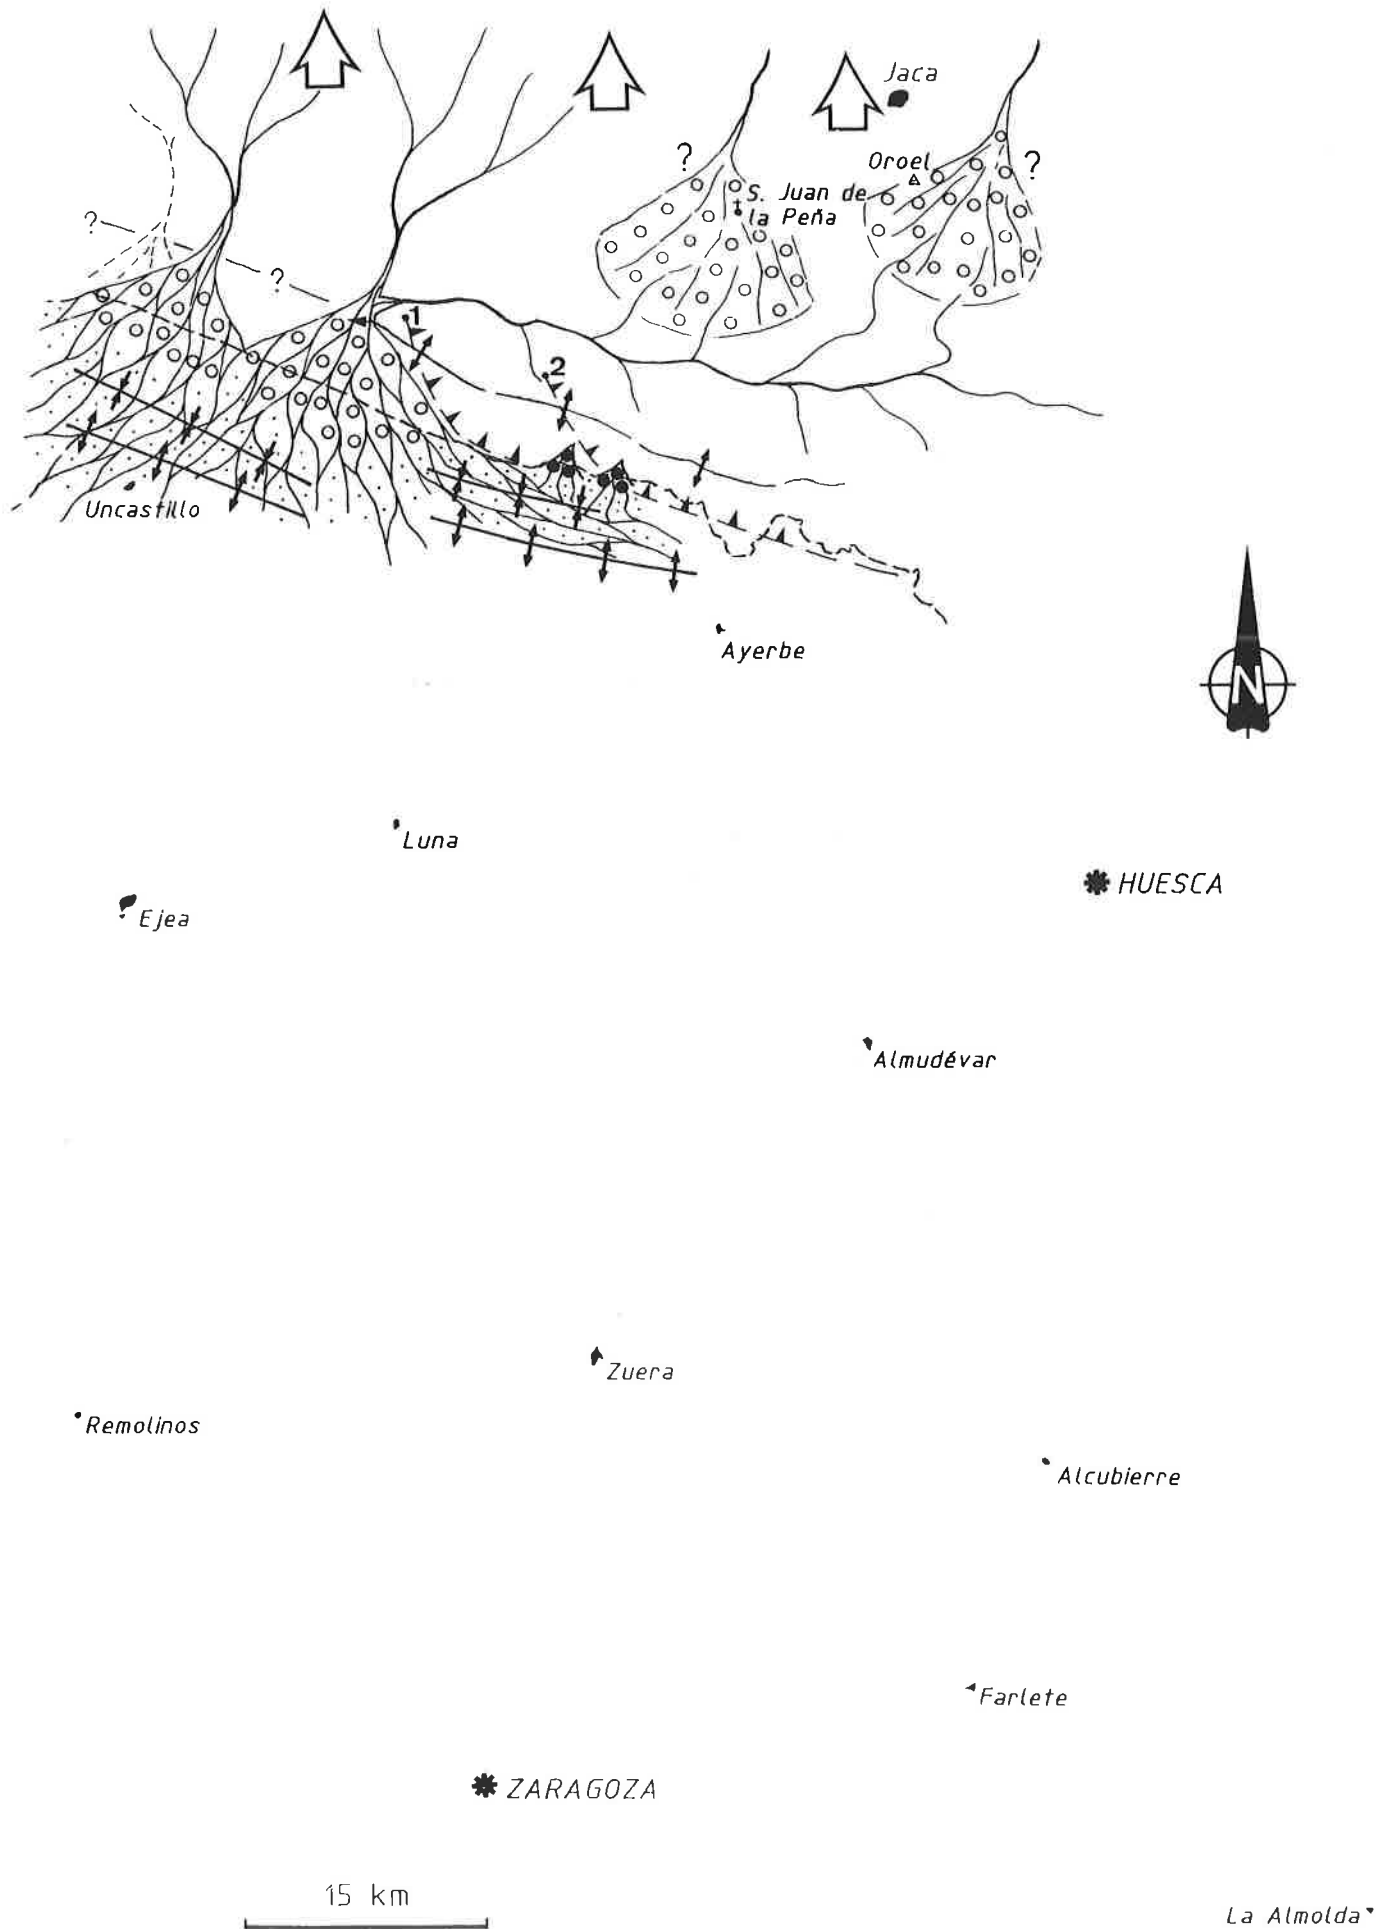 Jaca
?
Oroel
?
S. Juan de
la Peña
?
?
1
2
Uncastillo
Ayerbe
N
Luna
HUESCA
Ejea
Almudévar
Zuera
Remolinos
Alcubierre
Farlete
ZARAGOZA
15 km
La Almolda